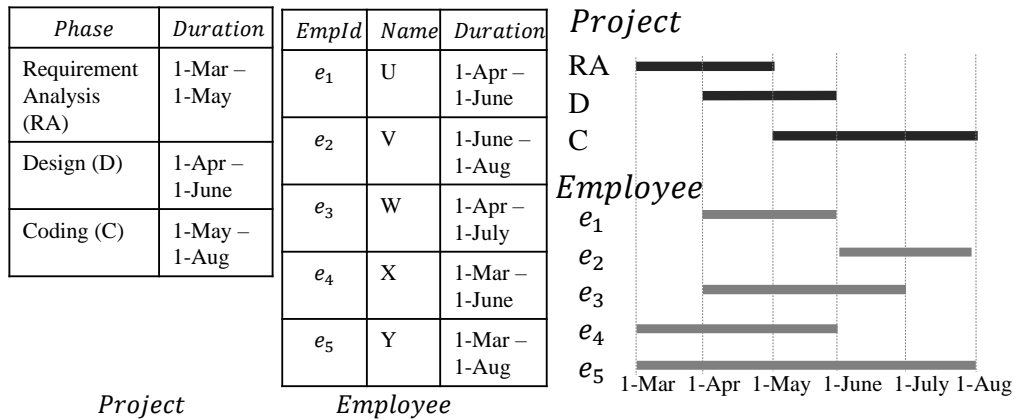 Phase Duration
Requirement Analysis (RA) 1-Mar – 1-May
Design (D) 1-Apr – 1-June
Coding (C) 1-May – 1-Aug
Project
EmpId Name Duration
e₁ U 1-Apr – 1-June
e₂ V 1-June – 1-Aug
e₃ W 1-Apr – 1-July
e₄ X 1-Mar – 1-June
e₅ Y 1-Mar – 1-Aug
Employee
Project
RA
D
C
Employee
e₁
e₂
e₃
e₄
e₅
1-Mar 1-Apr 1-May 1-June 1-July 1-Aug